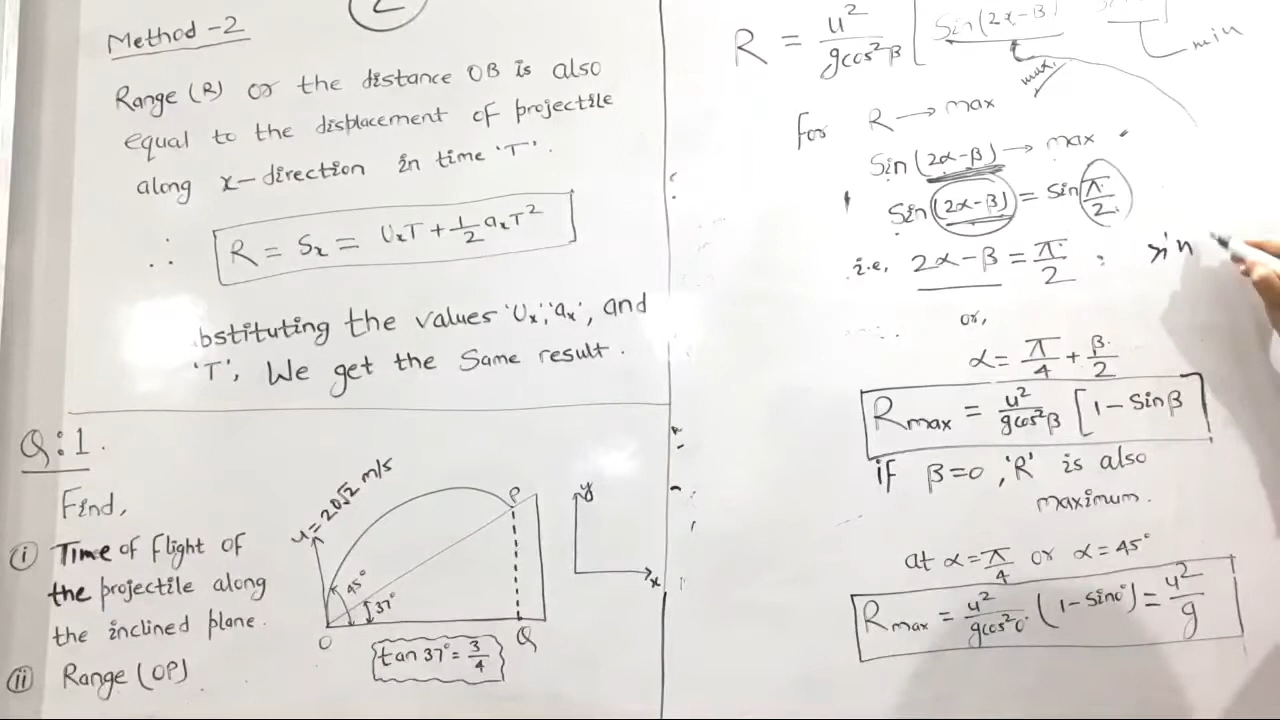 2
Method - 2
Range (R) or the distance OB is also
equal to the displacement of projectile
along x-direction in time 'T'.
∴ R = Sx = UxT + 1/2 axT²
bstituting the values 'Ux', 'ax', and
'T', We get the Same result.
Q:1.
Find,
(i) Time of flight of
the projectile along
the inclined plane.
(ii) Range (OP)
u = 20√2 m/s
45°
37°
O
P
Q
y
x
tan 37° = 3/4
R = u²/gcos²β [Sin(2α-β)
max.
min
for R → max
Sin(2α-β) → max
Sin(2α-β) = Sin π/2
i.e, 2α-β = π/2
sin
or,
α = π/4 + β/2
Rmax = u²/gcos²β [1 - Sinβ
if β=0, 'R' is also
maximum.
at α = π/4 or α = 45°
Rmax = u²/gcos²0° (1 - sin0°) = u²/g